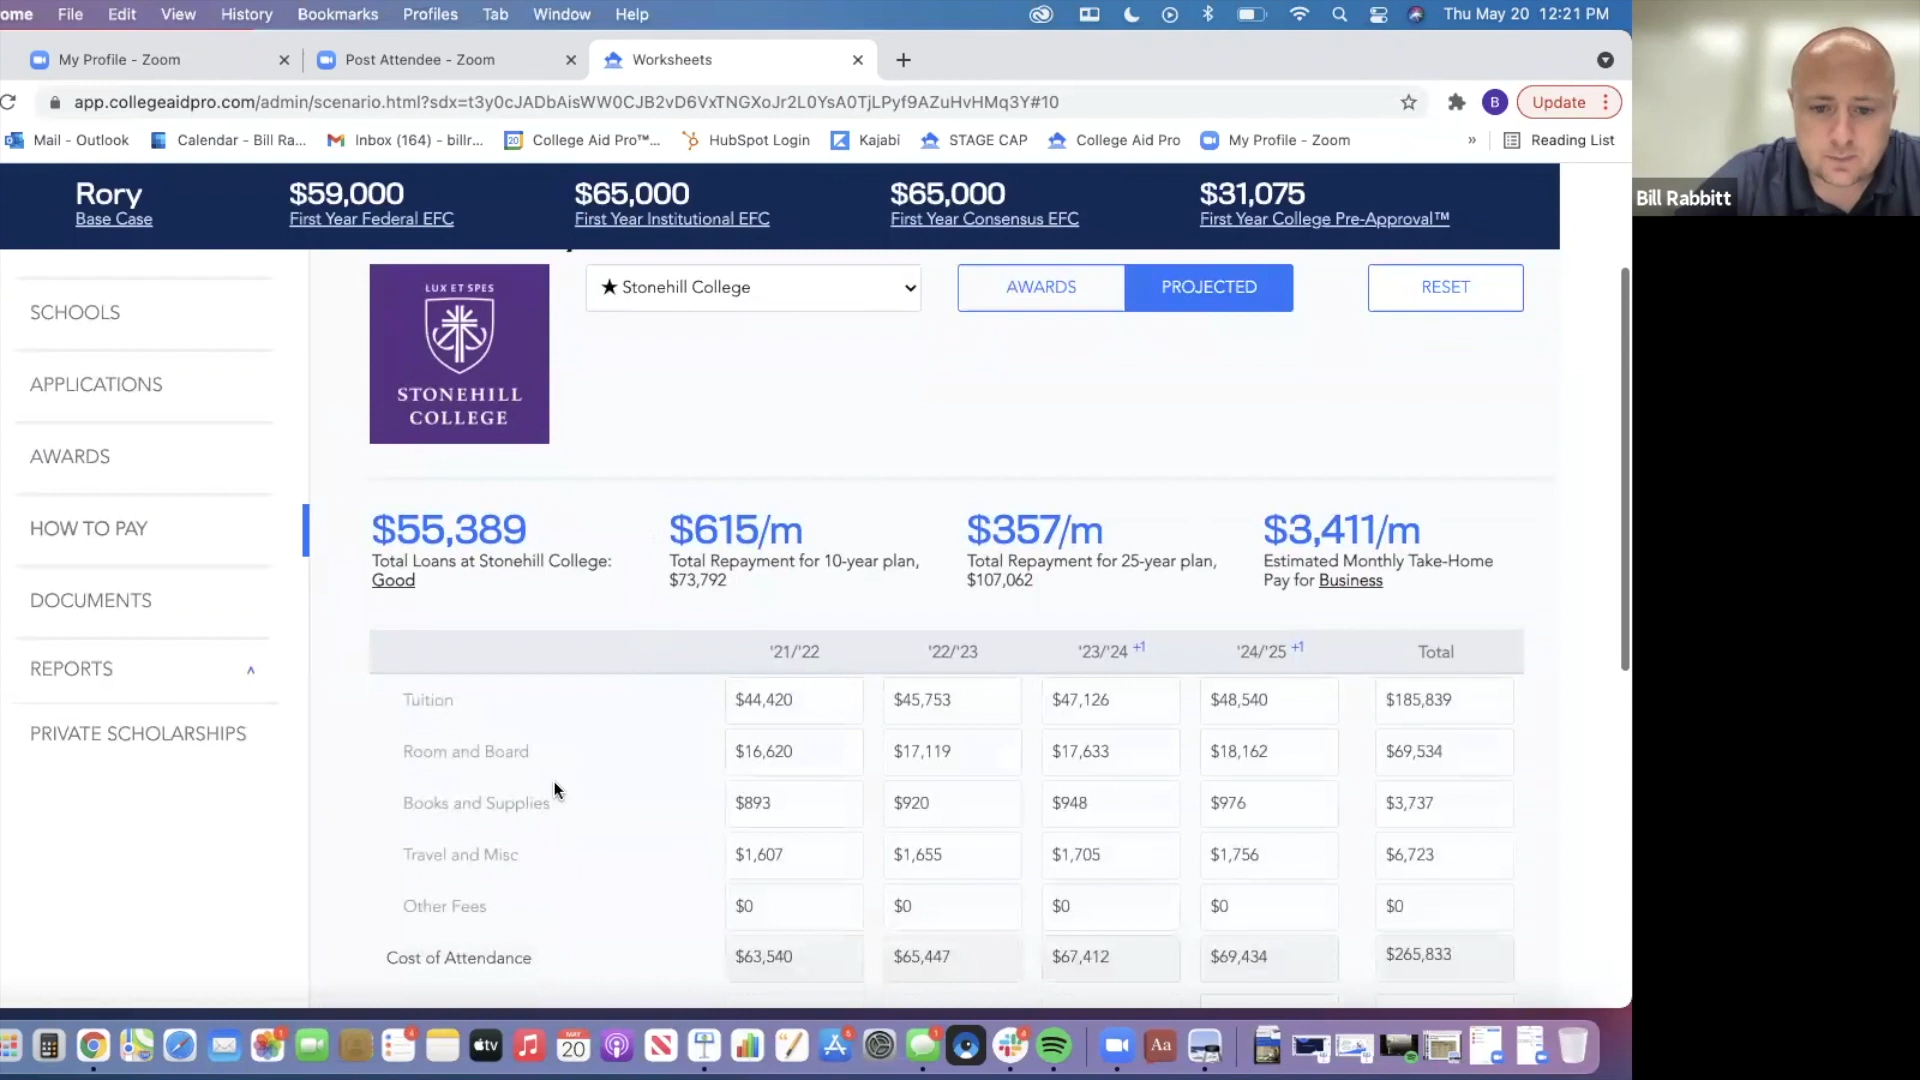 ome File Edit View History Bookmarks Profiles Tab Window Help Thu May 20 12:21 PM
My Profile - Zoom Post Attendee - Zoom Worksheets
app.collegeaidpro.com/admin/scenario.html?sdx=t3y0cJADbAisWW0CJB2vD6VxTNGXoJr2L0YsA0TjLPyf9AZuHvHMq3Y#10 B Update
Mail - Outlook Calendar - Bill Ra... Inbox (164) - billr... 20 College Aid Pro™... HubSpot Login Kajabi STAGE CAP College Aid Pro My Profile - Zoom » Reading List
Bill Rabbitt
Rory $59,000 $65,000 $65,000 $31,075
Base Case First Year Federal EFC First Year Institutional EFC First Year Consensus EFC First Year College Pre-Approval™
SCHOOLS
APPLICATIONS
AWARDS
HOW TO PAY
DOCUMENTS
REPORTS
PRIVATE SCHOLARSHIPS
LUX ET SPES
STONEHILL
COLLEGE
★ Stonehill College AWARDS PROJECTED RESET
$55,389 $615/m $357/m $3,411/m
Total Loans at Stonehill College: Total Repayment for 10-year plan, Total Repayment for 25-year plan, Estimated Monthly Take-Home
Good $73,792 $107,062 Pay for Business
'21/'22 '22/'23 '23/'24 +1 '24/'25 +1 Total
Tuition $44,420 $45,753 $47,126 $48,540 $185,839
Room and Board $16,620 $17,119 $17,633 $18,162 $69,534
Books and Supplies $893 $920 $948 $976 $3,737
Travel and Misc $1,607 $1,655 $1,705 $1,756 $6,723
Other Fees $0 $0 $0 $0 $0
Cost of Attendance $63,540 $65,447 $67,412 $69,434 $265,833
1 4 tv MAY 20 5 1 4 Aa